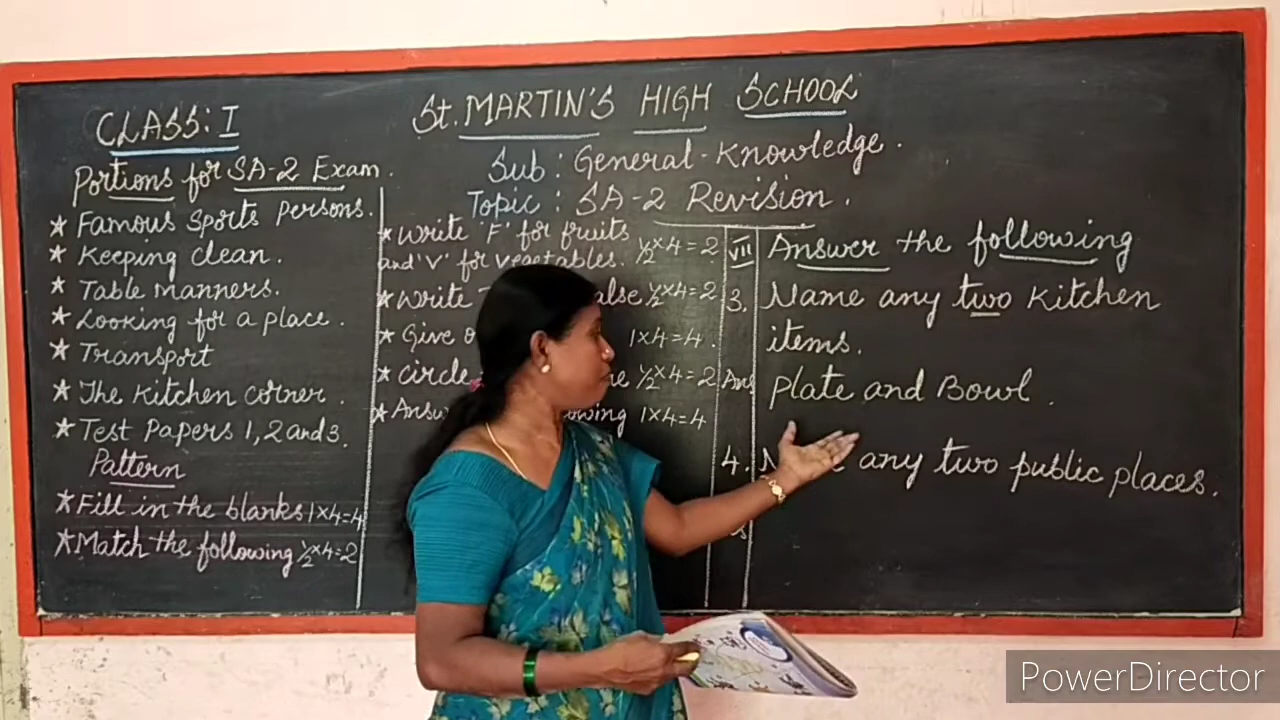 CLASS: I
St. MARTIN'S HIGH SCHOOL
Sub : General-Knowledge.
Topic : SA-2 Revision.
Portions for SA-2 Exam.
★ Famous Sports Persons.
★ Keeping clean.
★ Table manners.
★ Looking for a place.
★ Transport
★ The Kitchen corner.
★ Test Papers 1, 2 and 3.
Pattern
★ Fill in the blanks 1×4=4
★ Match the following ½×4=2
★ Write 'F' for fruits
and 'V' for vegetables. ½×4=2
★ Write ½×4=2
★ Give 1×4=4.
★ circle ½×4=2
★ 1×4=4
VII Answer the following
3. Name any two Kitchen
items.
Ans Plate and Bowl.
4. any two public places.
PowerDirector